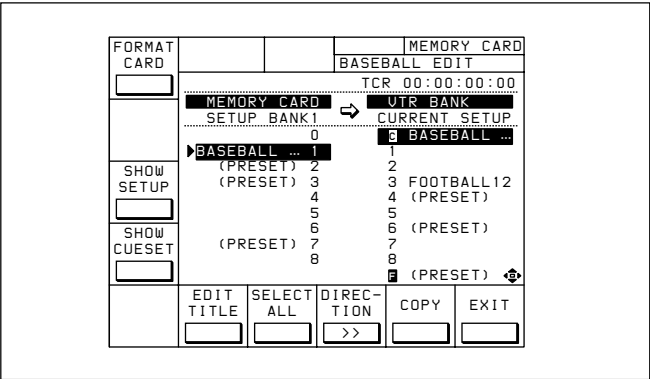 FORMAT
CARD
MEMORY CARD
BASEBALL EDIT
TCR 00:00:00:00
MEMORY CARD
SETUP BANK1
VTR BANK
CURRENT SETUP
0
BASEBALL … 1
(PRESET) 2
(PRESET) 3
4
5
6
(PRESET) 7
8
C BASEBALL …
1
2
3 FOOTBALL12
4 (PRESET)
5
6 (PRESET)
7
8
F (PRESET)
SHOW
SETUP
SHOW
CUESET
EDIT
TITLE
SELECT
ALL
DIREC-
TION
>>
COPY
EXIT